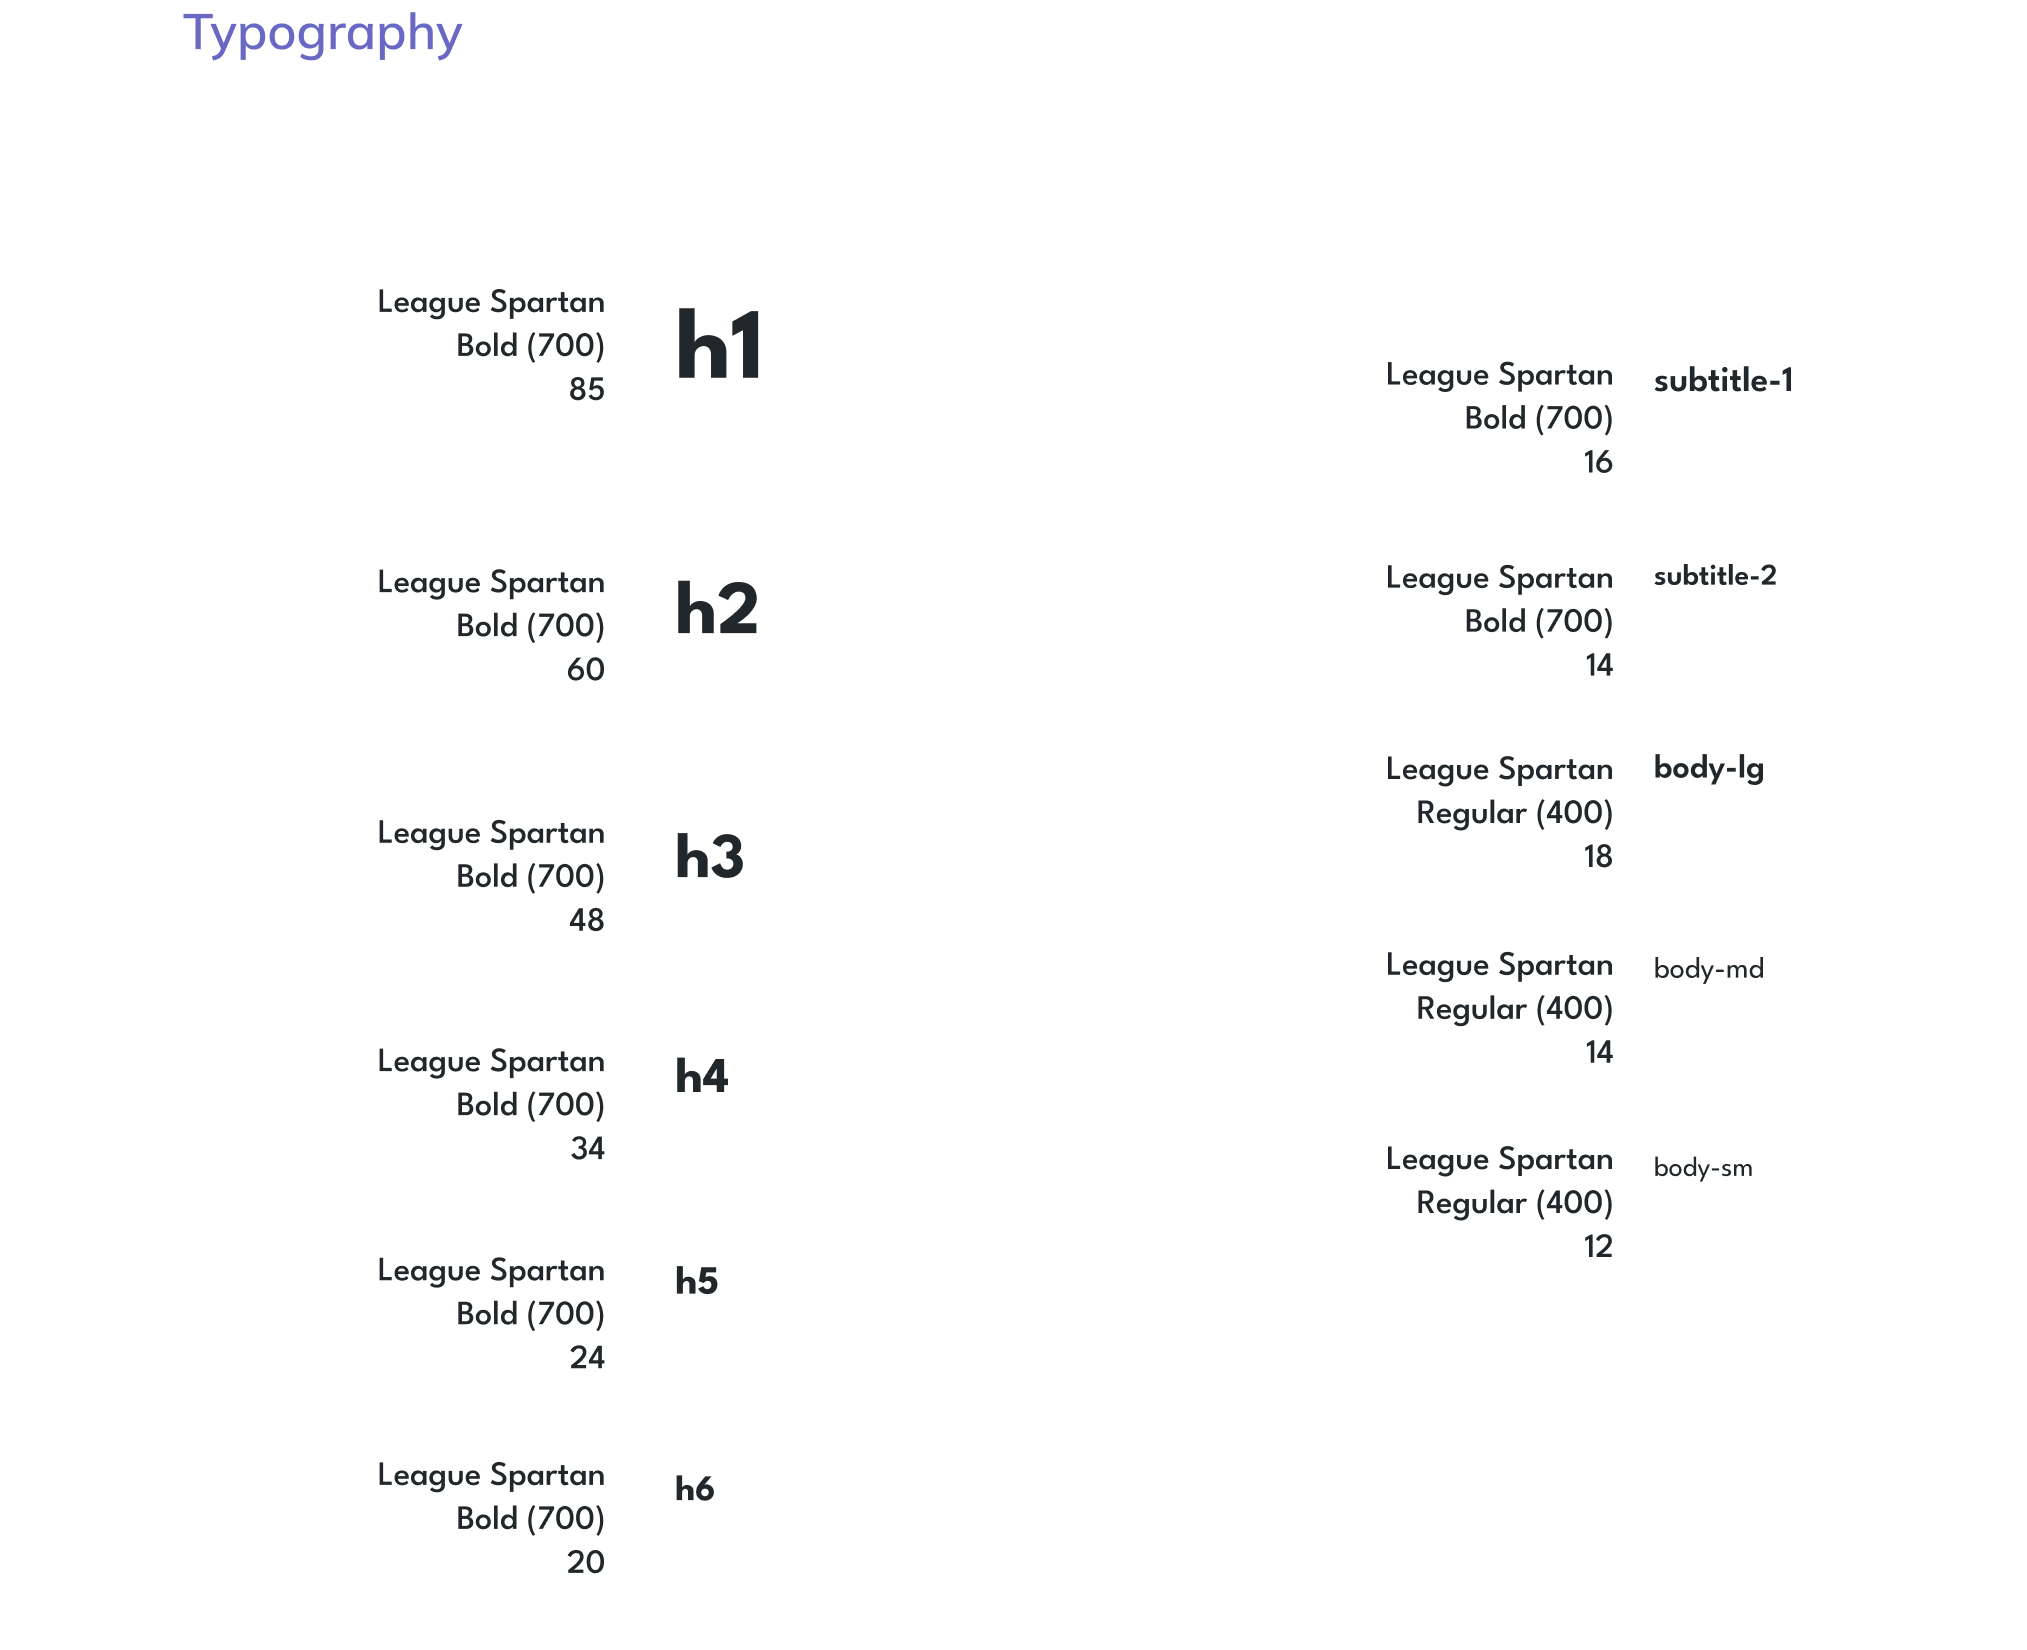 Typography
League Spartan
Bold (700)
85
h1
League Spartan
Bold (700)
60
h2
League Spartan
Bold (700)
48
h3
League Spartan
Bold (700)
34
h4
League Spartan
Bold (700)
24
h5
League Spartan
Bold (700)
20
h6
League Spartan
Bold (700)
16
subtitle-1
League Spartan
Bold (700)
14
subtitle-2
League Spartan
Regular (400)
18
body-lg
League Spartan
Regular (400)
14
body-md
League Spartan
Regular (400)
12
body-sm